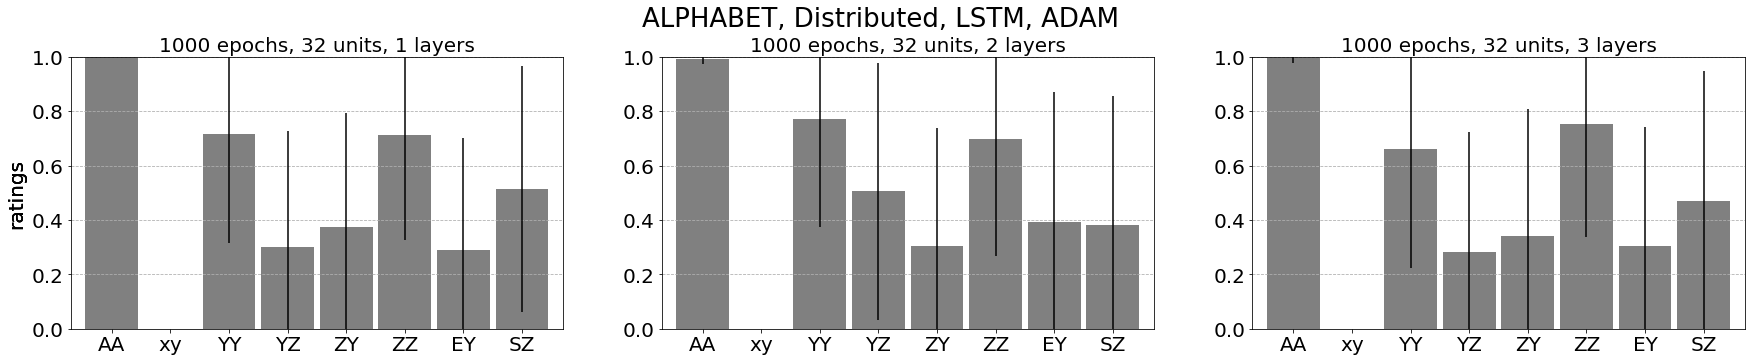 ALPHABET, Distributed, LSTM, ADAM
1000 epochs, 32 units, 1 layers
ratings
1.0
0.8
0.6
0.4
0.2
0.0
AA xy YY YZ ZY ZZ EY SZ
1000 epochs, 32 units, 2 layers
1.0
0.8
0.6
0.4
0.2
0.0
AA xy YY YZ ZY ZZ EY SZ
1000 epochs, 32 units, 3 layers
1.0
0.8
0.6
0.4
0.2
0.0
AA xy YY YZ ZY ZZ EY SZ